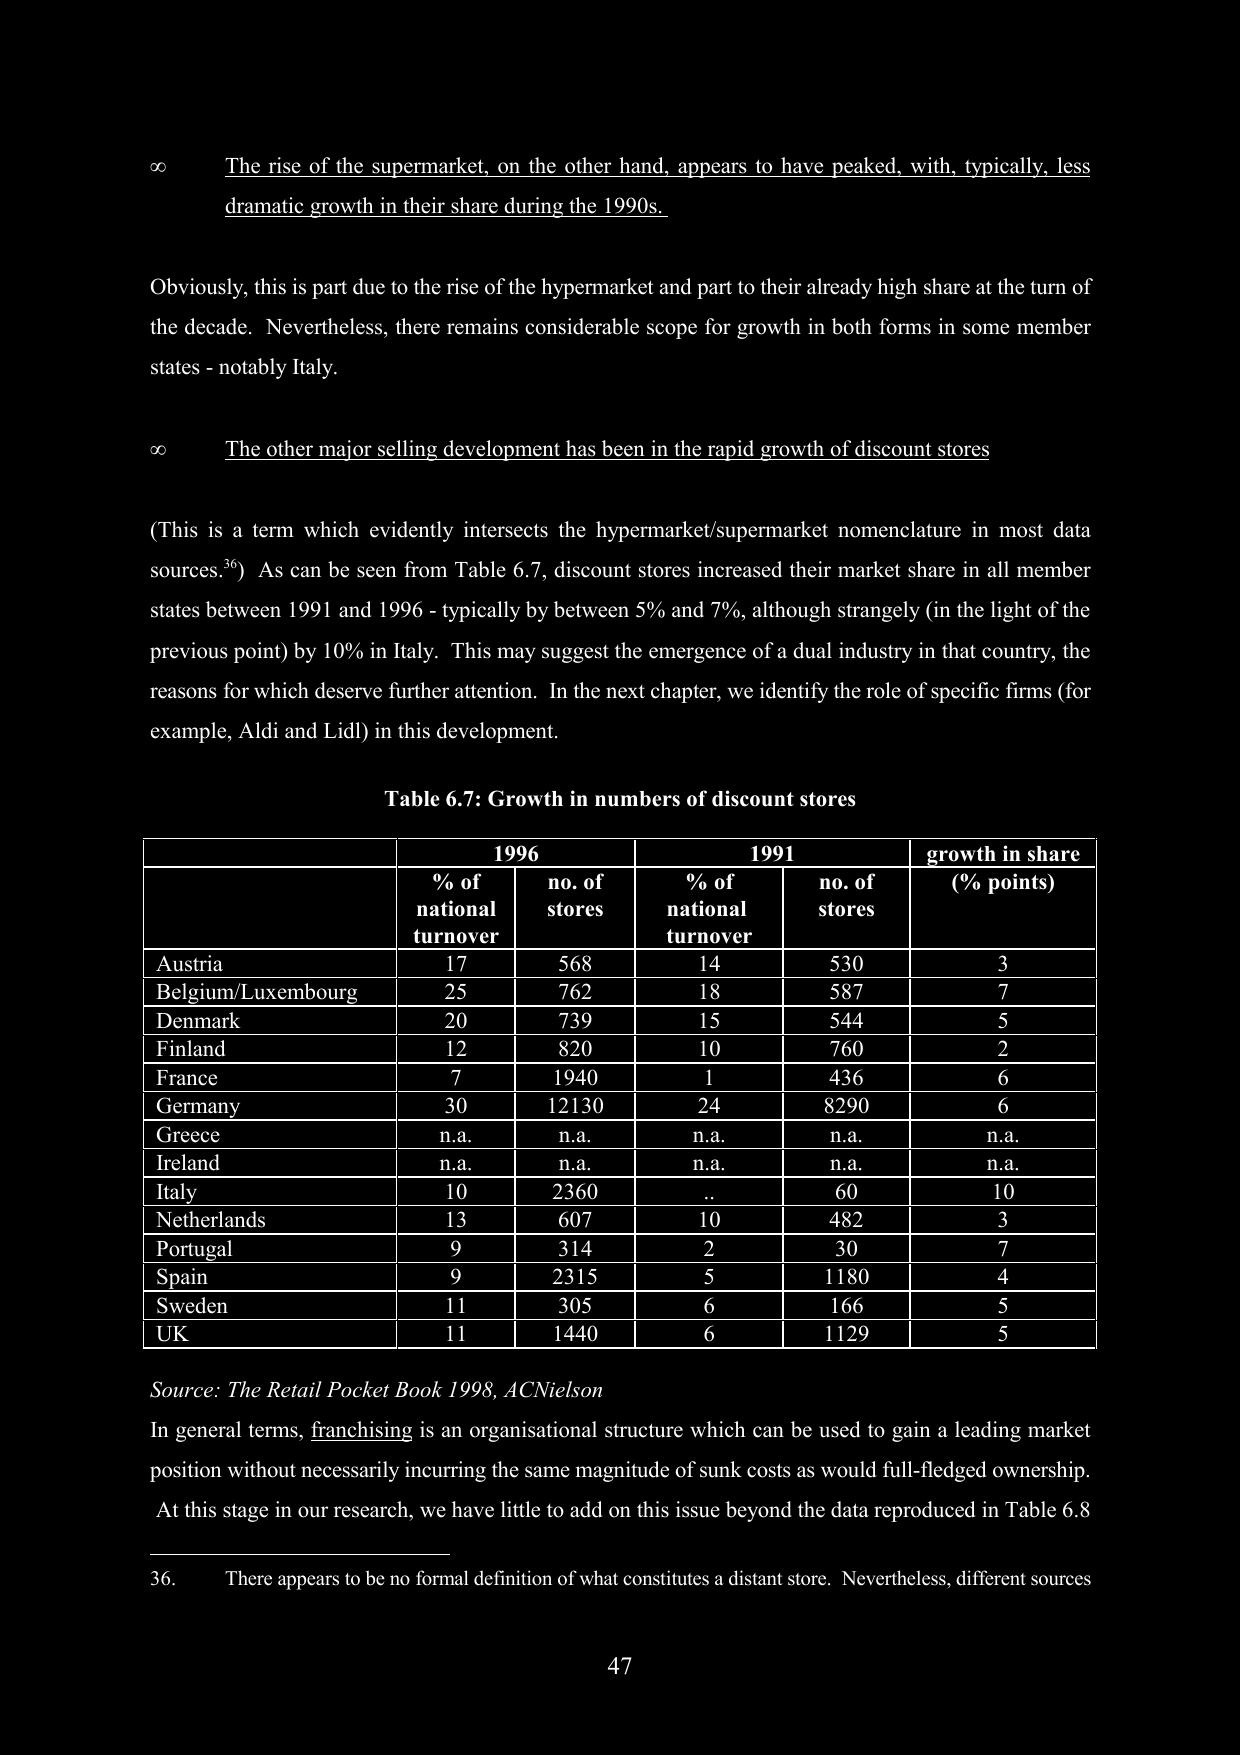 ∞ The rise of the supermarket, on the other hand, appears to have peaked, with, typically, less
dramatic growth in their share during the 1990s.
Obviously, this is part due to the rise of the hypermarket and part to their already high share at the turn of
the decade. Nevertheless, there remains considerable scope for growth in both forms in some member
states - notably Italy.
∞ The other major selling development has been in the rapid growth of discount stores
(This is a term which evidently intersects the hypermarket/supermarket nomenclature in most data
sources.36) As can be seen from Table 6.7, discount stores increased their market share in all member
states between 1991 and 1996 - typically by between 5% and 7%, although strangely (in the light of the
previous point) by 10% in Italy. This may suggest the emergence of a dual industry in that country, the
reasons for which deserve further attention. In the next chapter, we identify the role of specific firms (for
example, Aldi and Lidl) in this development.
Table 6.7: Growth in numbers of discount stores
1996 1991 growth in share
% of no. of % of no. of (% points)
national stores national stores
turnover turnover
Austria 17 568 14 530 3
Belgium/Luxembourg 25 762 18 587 7
Denmark 20 739 15 544 5
Finland 12 820 10 760 2
France 7 1940 1 436 6
Germany 30 12130 24 8290 6
Greece n.a. n.a. n.a. n.a. n.a.
Ireland n.a. n.a. n.a. n.a. n.a.
Italy 10 2360 .. 60 10
Netherlands 13 607 10 482 3
Portugal 9 314 2 30 7
Spain 9 2315 5 1180 4
Sweden 11 305 6 166 5
UK 11 1440 6 1129 5
Source: The Retail Pocket Book 1998, ACNielson
In general terms, franchising is an organisational structure which can be used to gain a leading market
position without necessarily incurring the same magnitude of sunk costs as would full-fledged ownership.
At this stage in our research, we have little to add on this issue beyond the data reproduced in Table 6.8
36. There appears to be no formal definition of what constitutes a distant store. Nevertheless, different sources
47